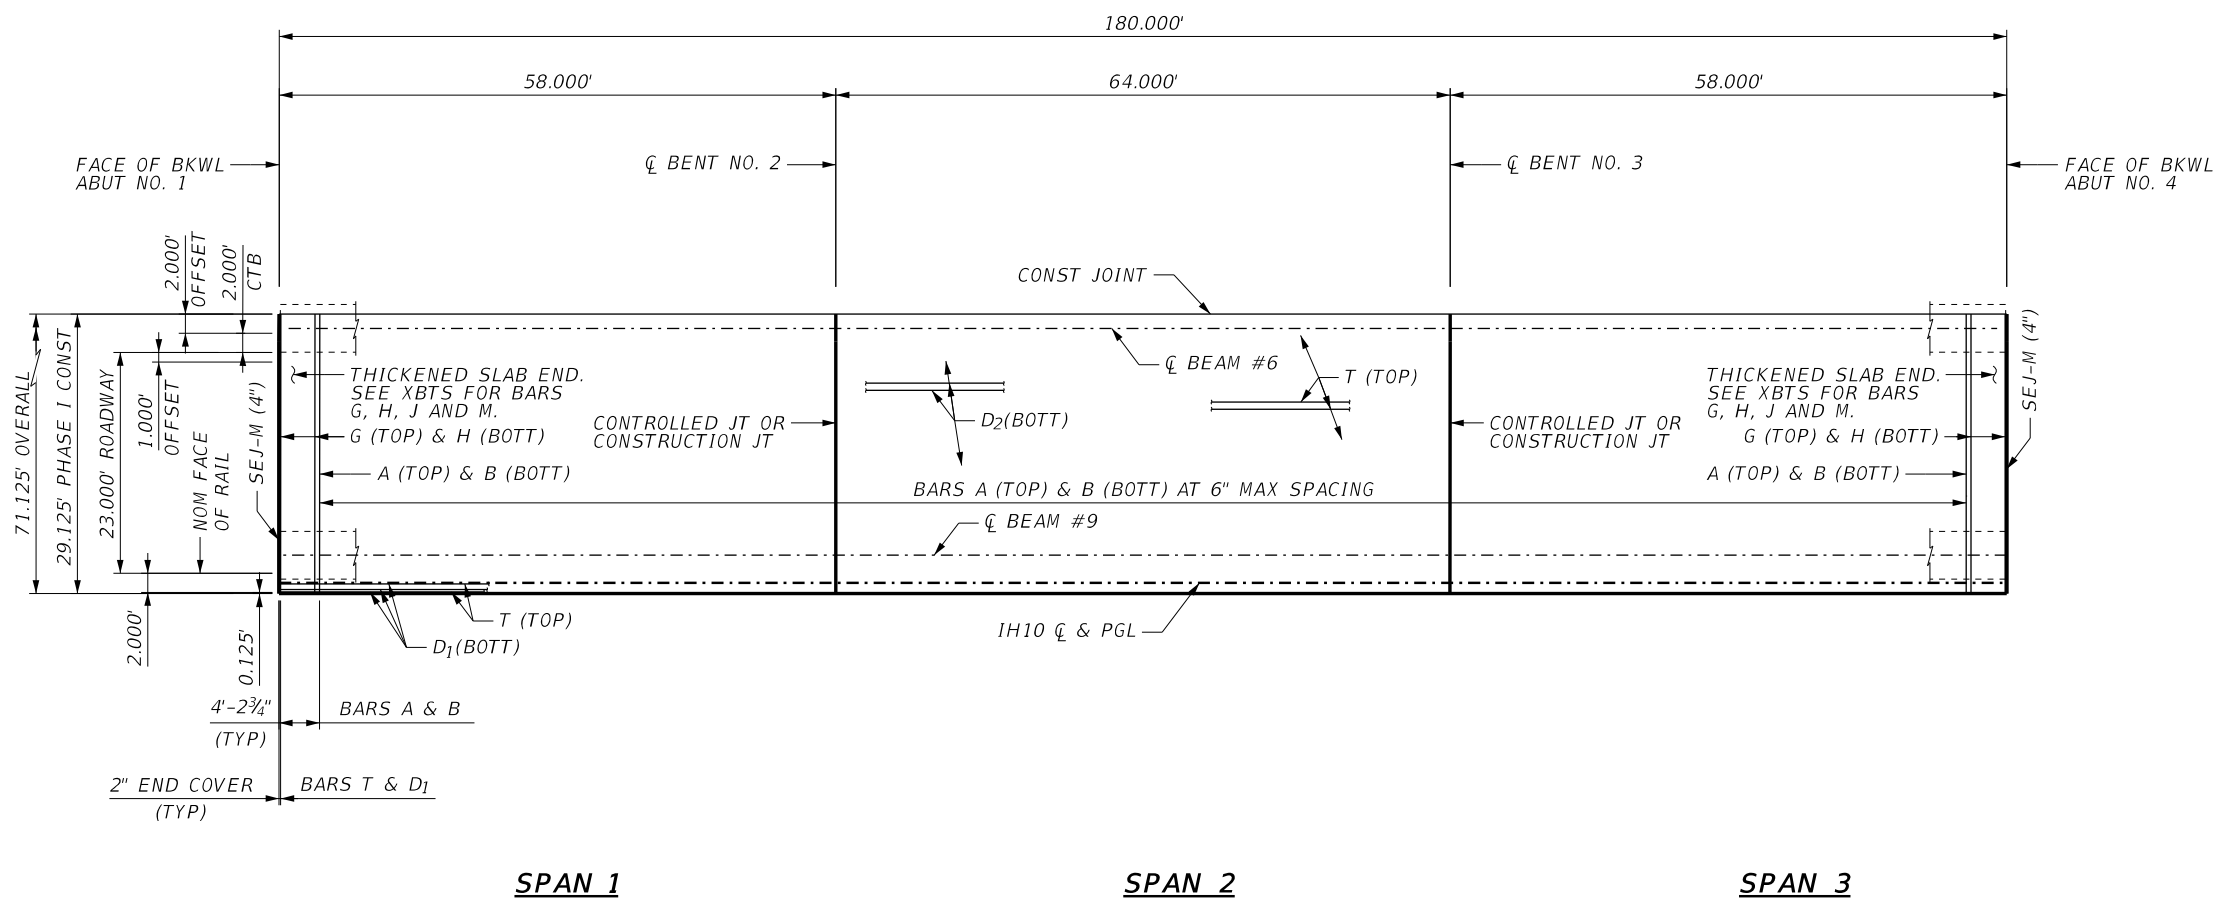 180.000'
58.000'
64.000'
58.000'
FACE OF BKWL
ABUT NO. 1
℄ BENT NO. 2
℄ BENT NO. 3
FACE OF BKWL
ABUT NO. 4
2.000'
OFFSET
2.000'
CTB
CONST JOINT
71.125' OVERALL
29.125' PHASE I CONST
23.000' ROADWAY
1.000'
OFFSET
NOM FACE
OF RAIL
SEJ-M (4")
THICKENED SLAB END.
SEE XBTS FOR BARS
G, H, J AND M.
G (TOP) & H (BOTT)
A (TOP) & B (BOTT)
CONTROLLED JT OR
CONSTRUCTION JT
D2(BOTT)
℄ BEAM #6
T (TOP)
CONTROLLED JT OR
CONSTRUCTION JT
THICKENED SLAB END.
SEE XBTS FOR BARS
G, H, J AND M.
G (TOP) & H (BOTT)
A (TOP) & B (BOTT)
SEJ-M (4")
BARS A (TOP) & B (BOTT) AT 6" MAX SPACING
℄ BEAM #9
2.000'
0.125'
T (TOP)
D1(BOTT)
IH10 ℄ & PGL
4'-2¾"
(TYP)
BARS A & B
2" END COVER
(TYP)
BARS T & D1
SPAN 1
SPAN 2
SPAN 3